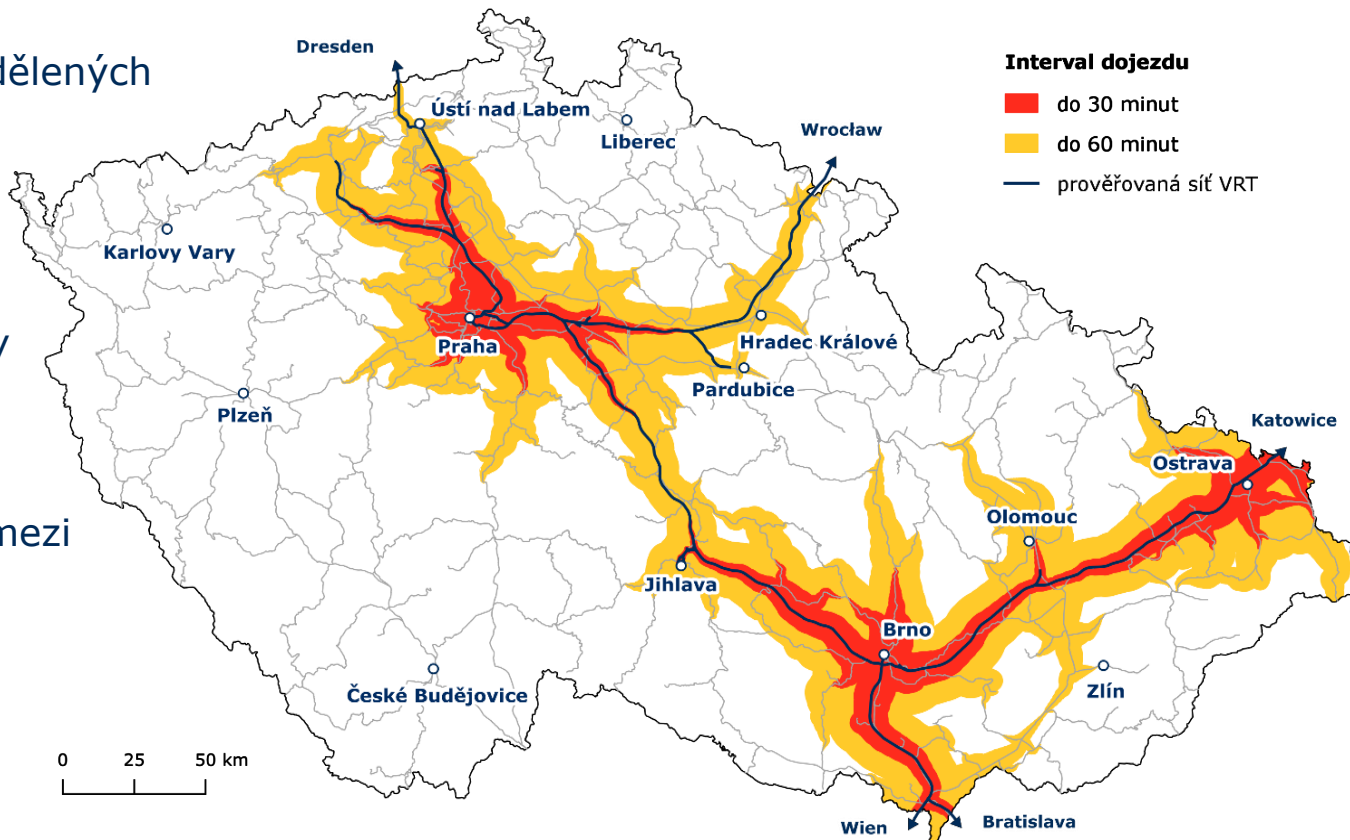 dělených
y
mezi
Dresden
Ústí nad Labem
Liberec
Wrocław
Karlovy Vary
Praha
Hradec Králové
Pardubice
Plzeň
Katowice
Ostrava
Olomouc
Jihlava
Brno
Zlín
České Budějovice
Wien
Bratislava
Interval dojezdu
do 30 minut
do 60 minut
prověřovaná síť VRT
0 25 50 km